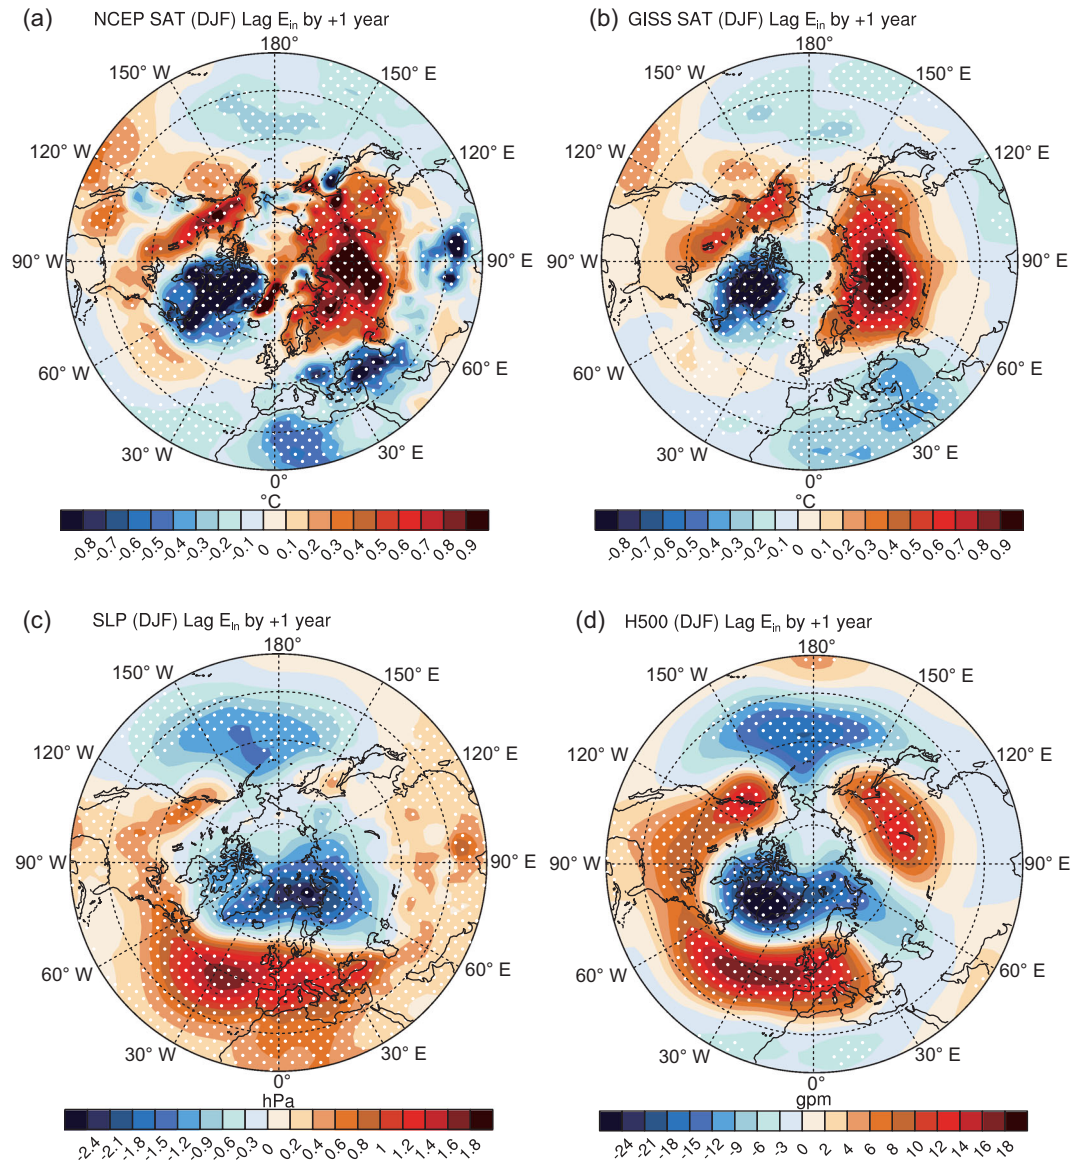 (a) NCEP SAT (DJF) Lag E_in by +1 year
180°
150° W
150° E
120° W
120° E
90° W
90° E
60° W
60° E
30° W
30° E
0°
°C
-0.8 -0.7 -0.6 -0.5 -0.4 -0.3 -0.2 -0.1 0 0.1 0.2 0.3 0.4 0.5 0.6 0.7 0.8 0.9
(b) GISS SAT (DJF) Lag E_in by +1 year
180°
150° W
150° E
120° W
120° E
90° W
90° E
60° W
60° E
30° W
30° E
0°
°C
-0.8 -0.7 -0.6 -0.5 -0.4 -0.3 -0.2 -0.1 0 0.1 0.2 0.3 0.4 0.5 0.6 0.7 0.8 0.9
(c) SLP (DJF) Lag E_in by +1 year
180°
150° W
150° E
120° W
120° E
90° W
90° E
60° W
60° E
30° W
30° E
0°
hPa
-2.4 -2.1 -1.8 -1.5 -1.2 -0.9 -0.6 -0.3 0 0.2 0.4 0.6 0.8 1 1.2 1.4 1.6 1.8
(d) H500 (DJF) Lag E_in by +1 year
180°
150° W
150° E
120° W
120° E
90° W
90° E
60° W
60° E
30° W
30° E
0°
gpm
-24 -21 -18 -15 -12 -9 -6 -3 0 2 4 6 8 10 12 14 16 18